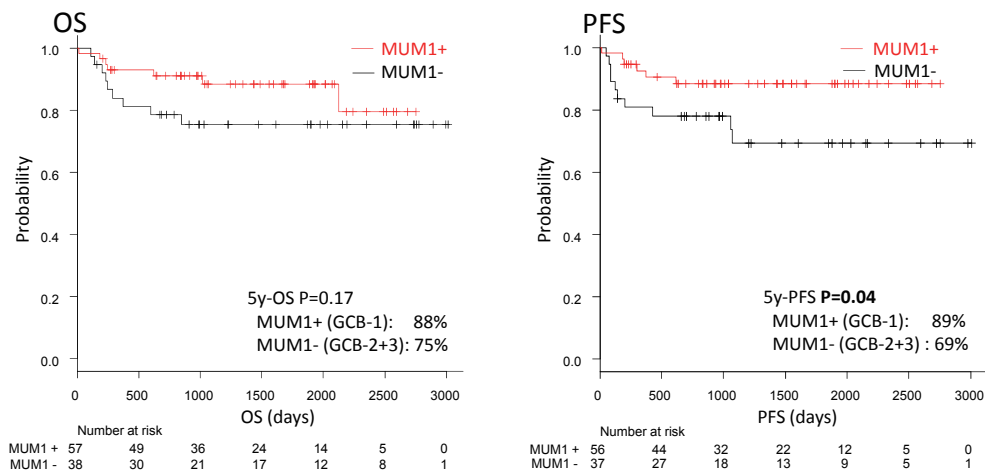 OS
MUM1+
MUM1-
1.0
0.8
0.6
0.4
0.2
0.0
Probability
5y-OS P=0.17
MUM1+ (GCB-1): 88%
MUM1- (GCB-2+3): 75%
0 500 1000 1500 2000 2500 3000
OS (days)
Number at risk
MUM1 + 57 49 36 24 14 5 0
MUM1 - 38 30 21 17 12 8 1
PFS
MUM1+
MUM1-
1.0
0.8
0.6
0.4
0.2
0.0
Probability
5y-PFS P=0.04
MUM1+ (GCB-1): 89%
MUM1- (GCB-2+3) : 69%
0 500 1000 1500 2000 2500 3000
PFS (days)
Number at risk
MUM1 + 56 44 32 22 12 5 0
MUM1 - 37 27 18 13 9 5 1